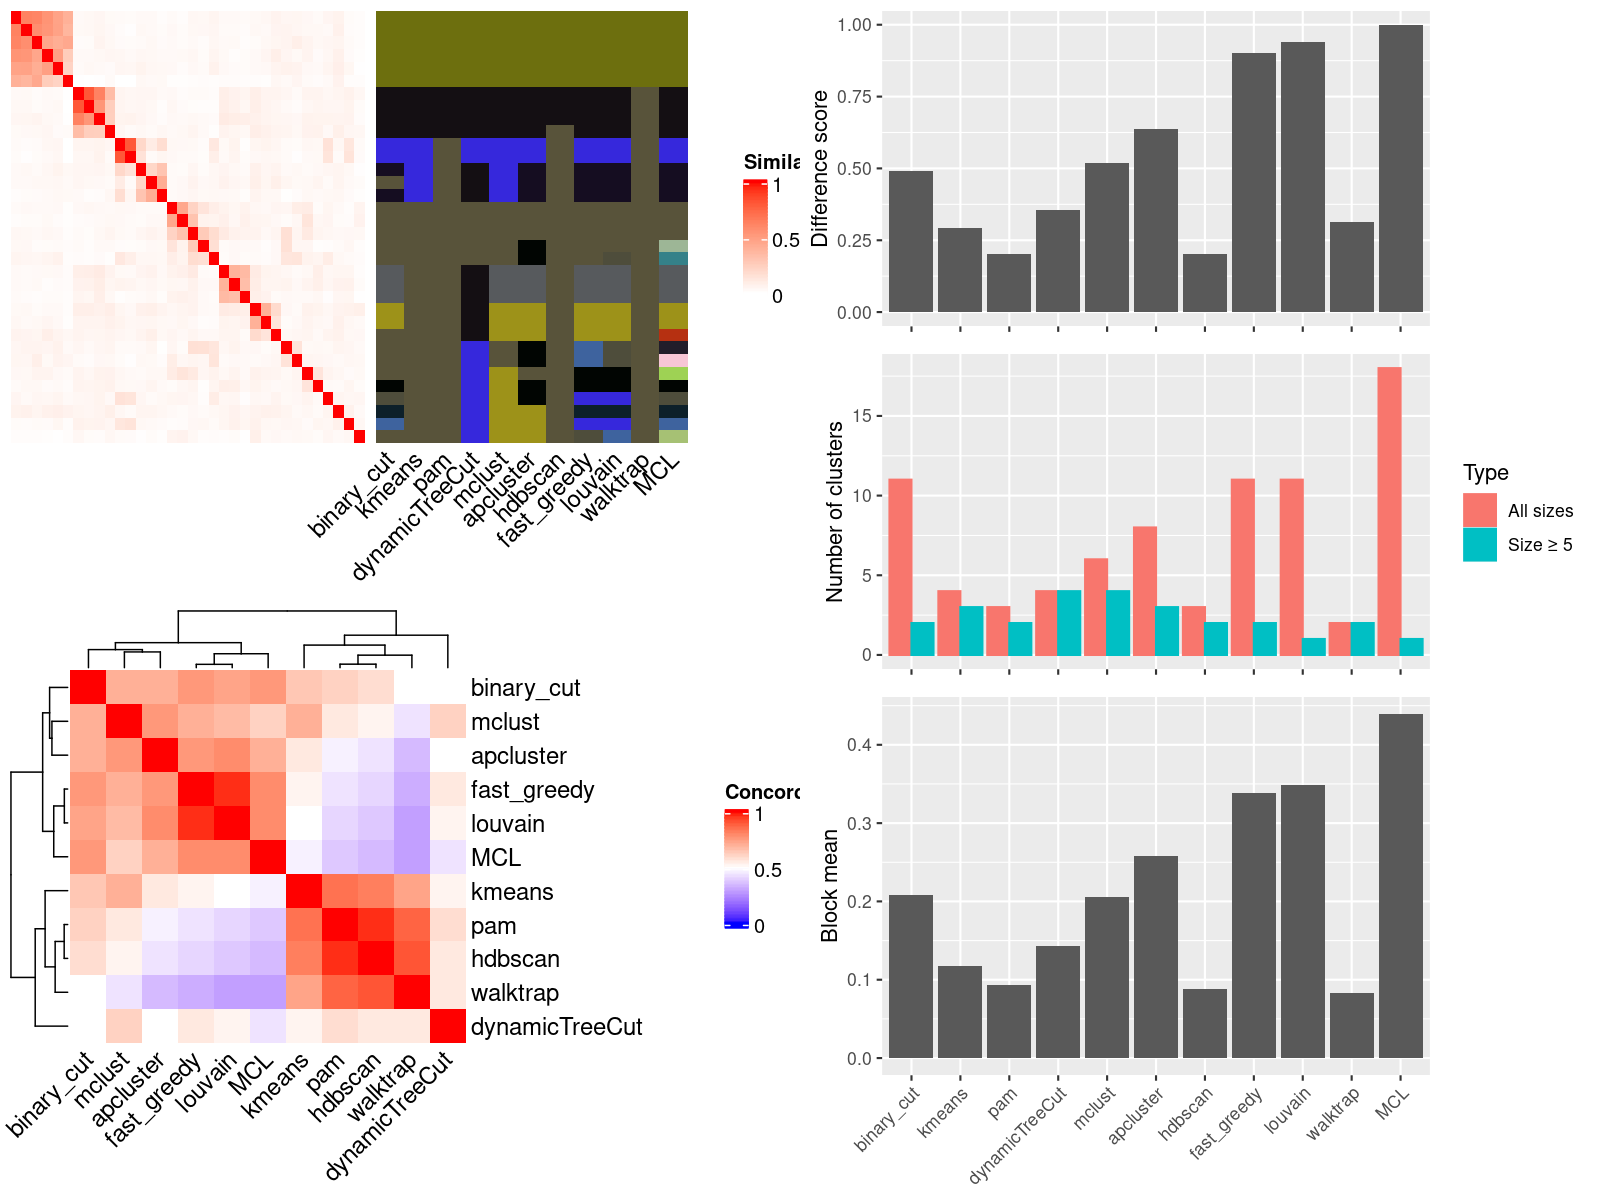 Simila
1
0.5
0
binary_cut
kmeans
pam
dynamicTreeCut
mclust
apcluster
hdbscan
fast_greedy
louvain
walktrap
MCL
binary_cut
mclust
apcluster
fast_greedy
louvain
MCL
kmeans
pam
hdbscan
walktrap
dynamicTreeCut
binary_cut
mclust
apcluster
fast_greedy
louvain
MCL
kmeans
pam
hdbscan
walktrap
dynamicTreeCut
Concord
1
0.5
0
Difference score
1.00
0.75
0.50
0.25
0.00
Number of clusters
15
10
5
0
Type
All sizes
Size ≥ 5
Block mean
0.4
0.3
0.2
0.1
0.0
binary_cut
kmeans
pam
dynamicTreeCut
mclust
apcluster
hdbscan
fast_greedy
louvain
walktrap
MCL